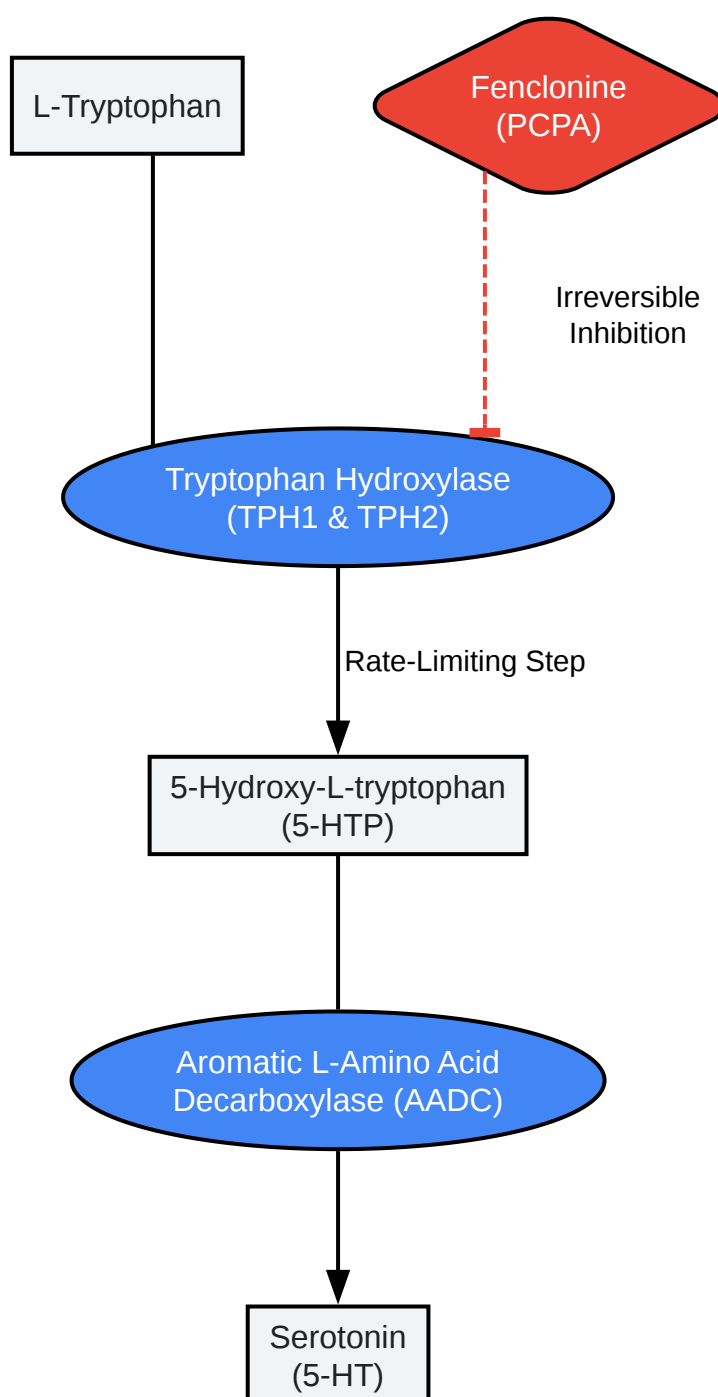 L-Tryptophan
Fenclonine
(PCPA)
Irreversible
Inhibition
Tryptophan Hydroxylase
(TPH1 & TPH2)
Rate-Limiting Step
5-Hydroxy-L-tryptophan
(5-HTP)
Aromatic L-Amino Acid
Decarboxylase (AADC)
Serotonin
(5-HT)